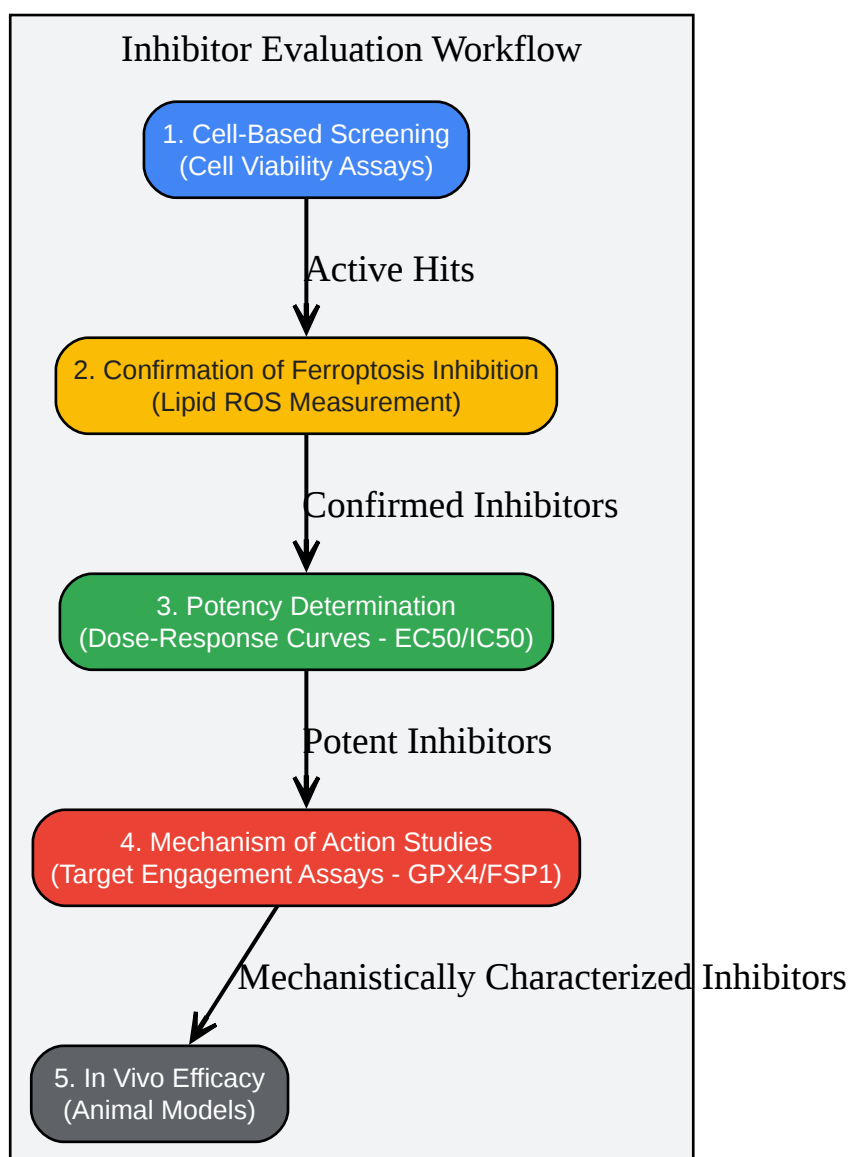 Inhibitor Evaluation Workflow
1. Cell-Based Screening
(Cell Viability Assays)
Active Hits
2. Confirmation of Ferroptosis Inhibition
(Lipid ROS Measurement)
Confirmed Inhibitors
3. Potency Determination
(Dose-Response Curves - EC50/IC50)
Potent Inhibitors
4. Mechanism of Action Studies
(Target Engagement Assays - GPX4/FSP1)
Mechanistically Characterized Inhibitors
5. In Vivo Efficacy
(Animal Models)